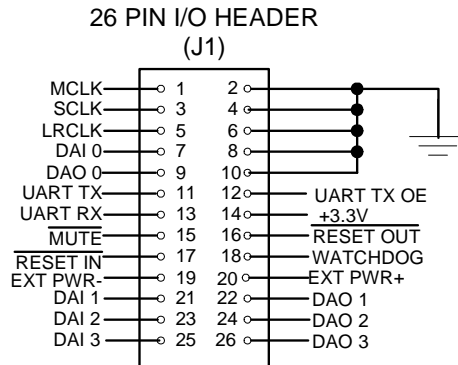 26 PIN I/O HEADER
(J1)
MCLK 1 2
SCLK 3 4
LRCLK 5 6
DAI 0 7 8
DAO 0 9 10
UART TX 11 12 UART TX OE
UART RX 13 14 +3.3V
MUTE 15 16 RESET OUT
RESET IN 17 18 WATCHDOG
EXT PWR- 19 20 EXT PWR+
DAI 1 21 22 DAO 1
DAI 2 23 24 DAO 2
DAI 3 25 26 DAO 3